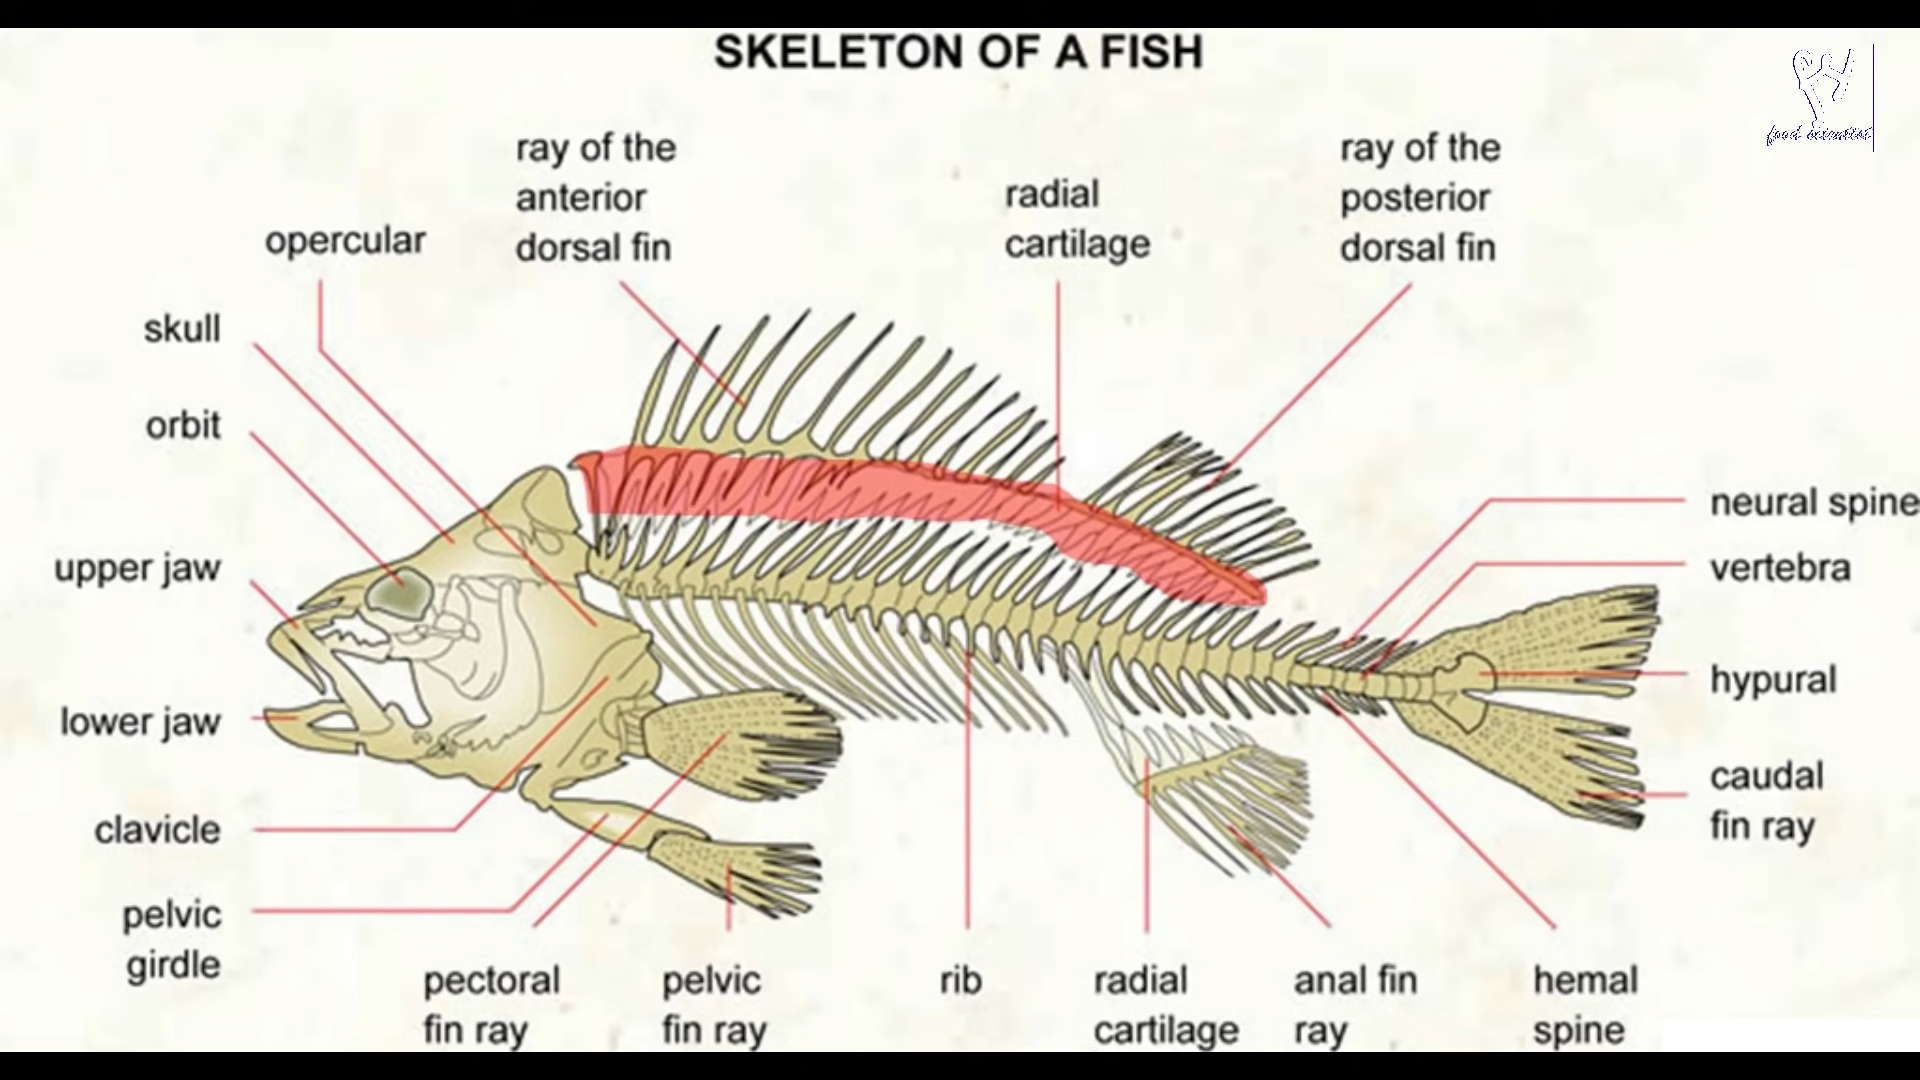 SKELETON OF A FISH
food scientist
ray of the
anterior
dorsal fin
radial
cartilage
ray of the
posterior
dorsal fin
opercular
skull
orbit
upper jaw
lower jaw
clavicle
pelvic
girdle
neural spine
vertebra
hypural
caudal
fin ray
pectoral
fin ray
pelvic
fin ray
rib
radial
cartilage
anal fin
ray
hemal
spine